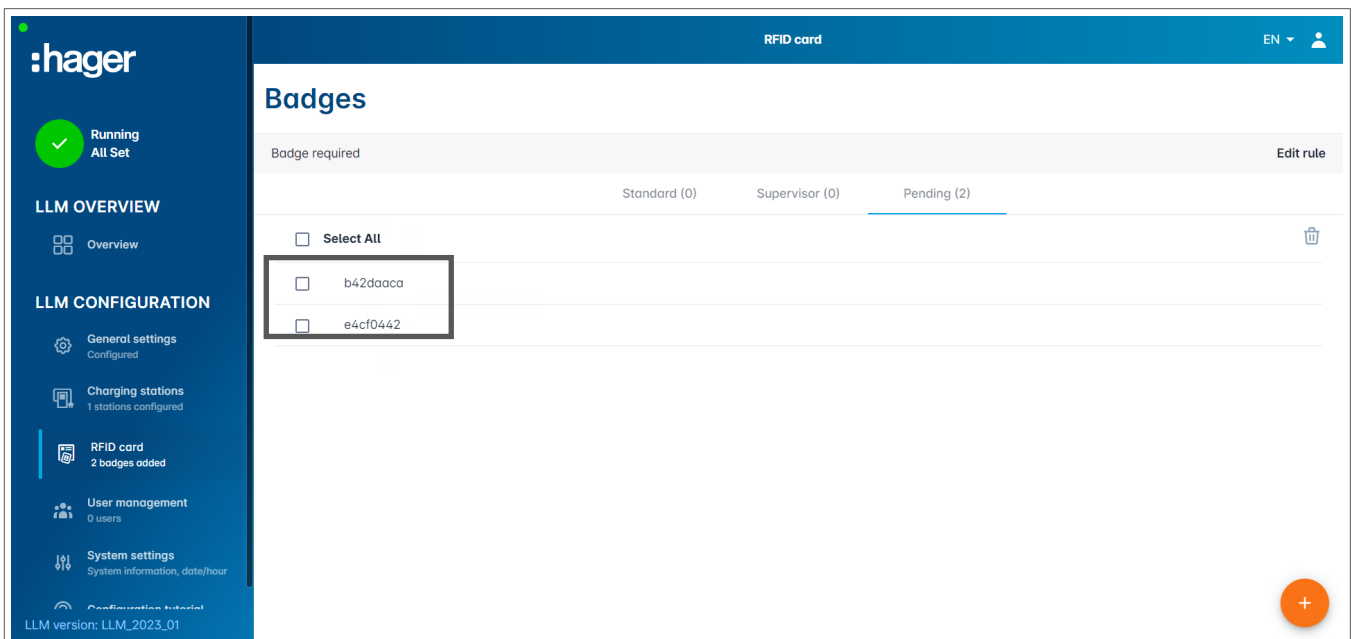 :hager
RFID card
EN
Badges
Running
All Set
Badge required
Edit rule
Standard (0)
Supervisor (0)
Pending (2)
LLM OVERVIEW
Overview
Select All
b42daaca
e4cf0442
LLM CONFIGURATION
General settings
Configured
Charging stations
1 stations configured
RFID card
2 badges added
User management
0 users
System settings
System information, date/hour
Configuration tutorial
LLM version: LLM_2023_01